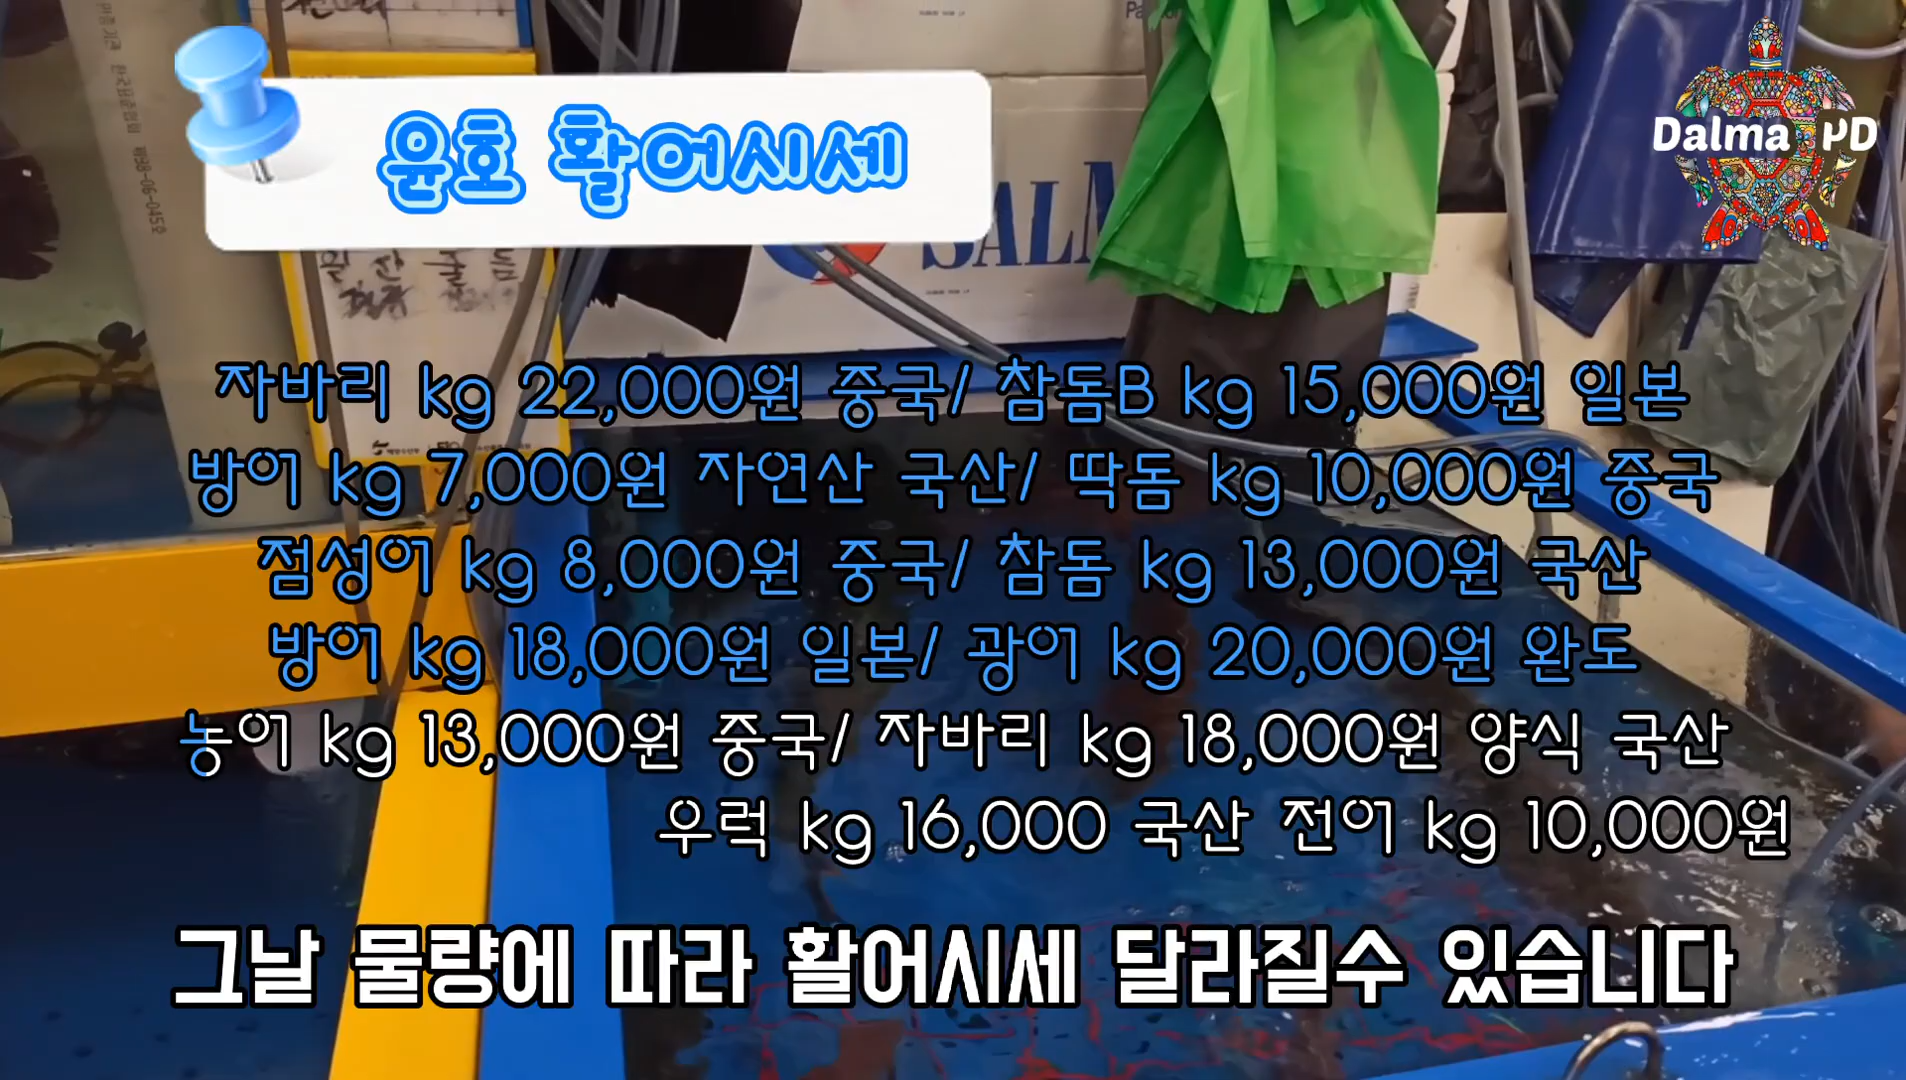 윤호 활어시세
Dalma PD
SALM
자바리 kg 22,000원 중국/ 참돔B kg 15,000원 일본
방어 kg 7,000원 자연산 국산/ 딱돔 kg 10,000원 중국
점성어 kg 8,000원 중국/ 참돔 kg 13,000원 국산
방어 kg 18,000원 일본/ 광어 kg 20,000원 완도
농어 kg 13,000원 중국/ 자바리 kg 18,000원 양식 국산
우럭 kg 16,000 국산 전어 kg 10,000원
그날 물량에 따라 활어시세 달라질수 있습니다